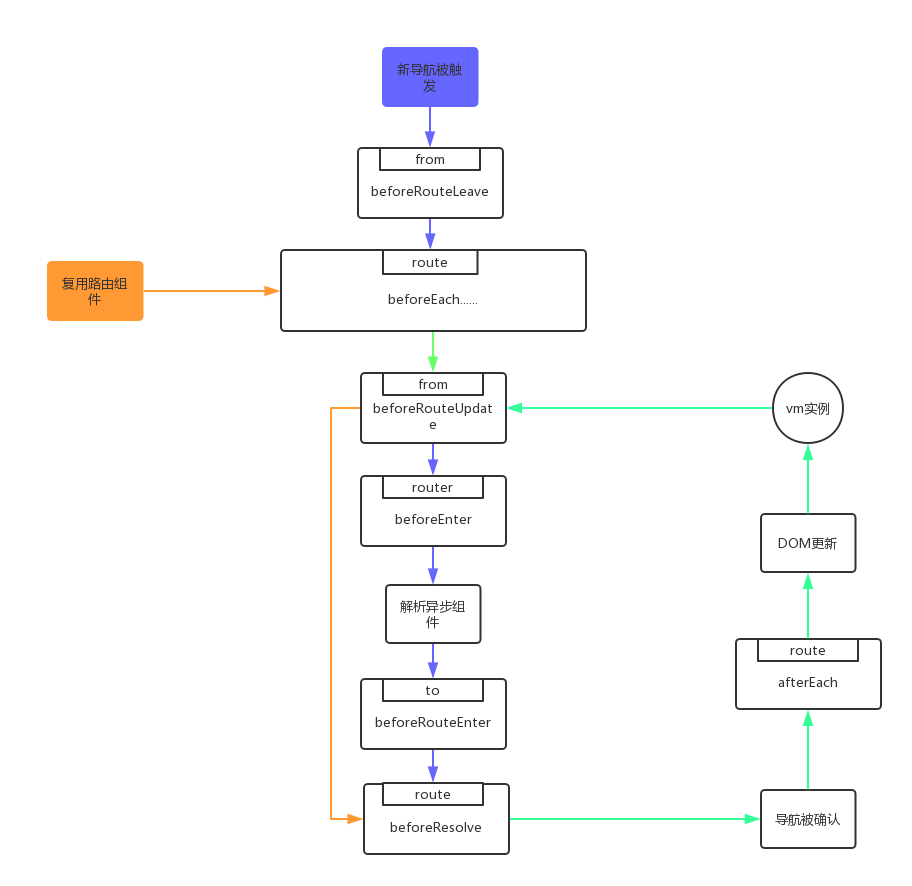 新导航被触
发
from
beforeRouteLeave
route
beforeEach......
复用路由组
件
from
beforeRouteUpdat
e
vm实例
router
beforeEnter
DOM更新
解析异步组
件
route
afterEach
to
beforeRouteEnter
route
beforeResolve
导航被确认